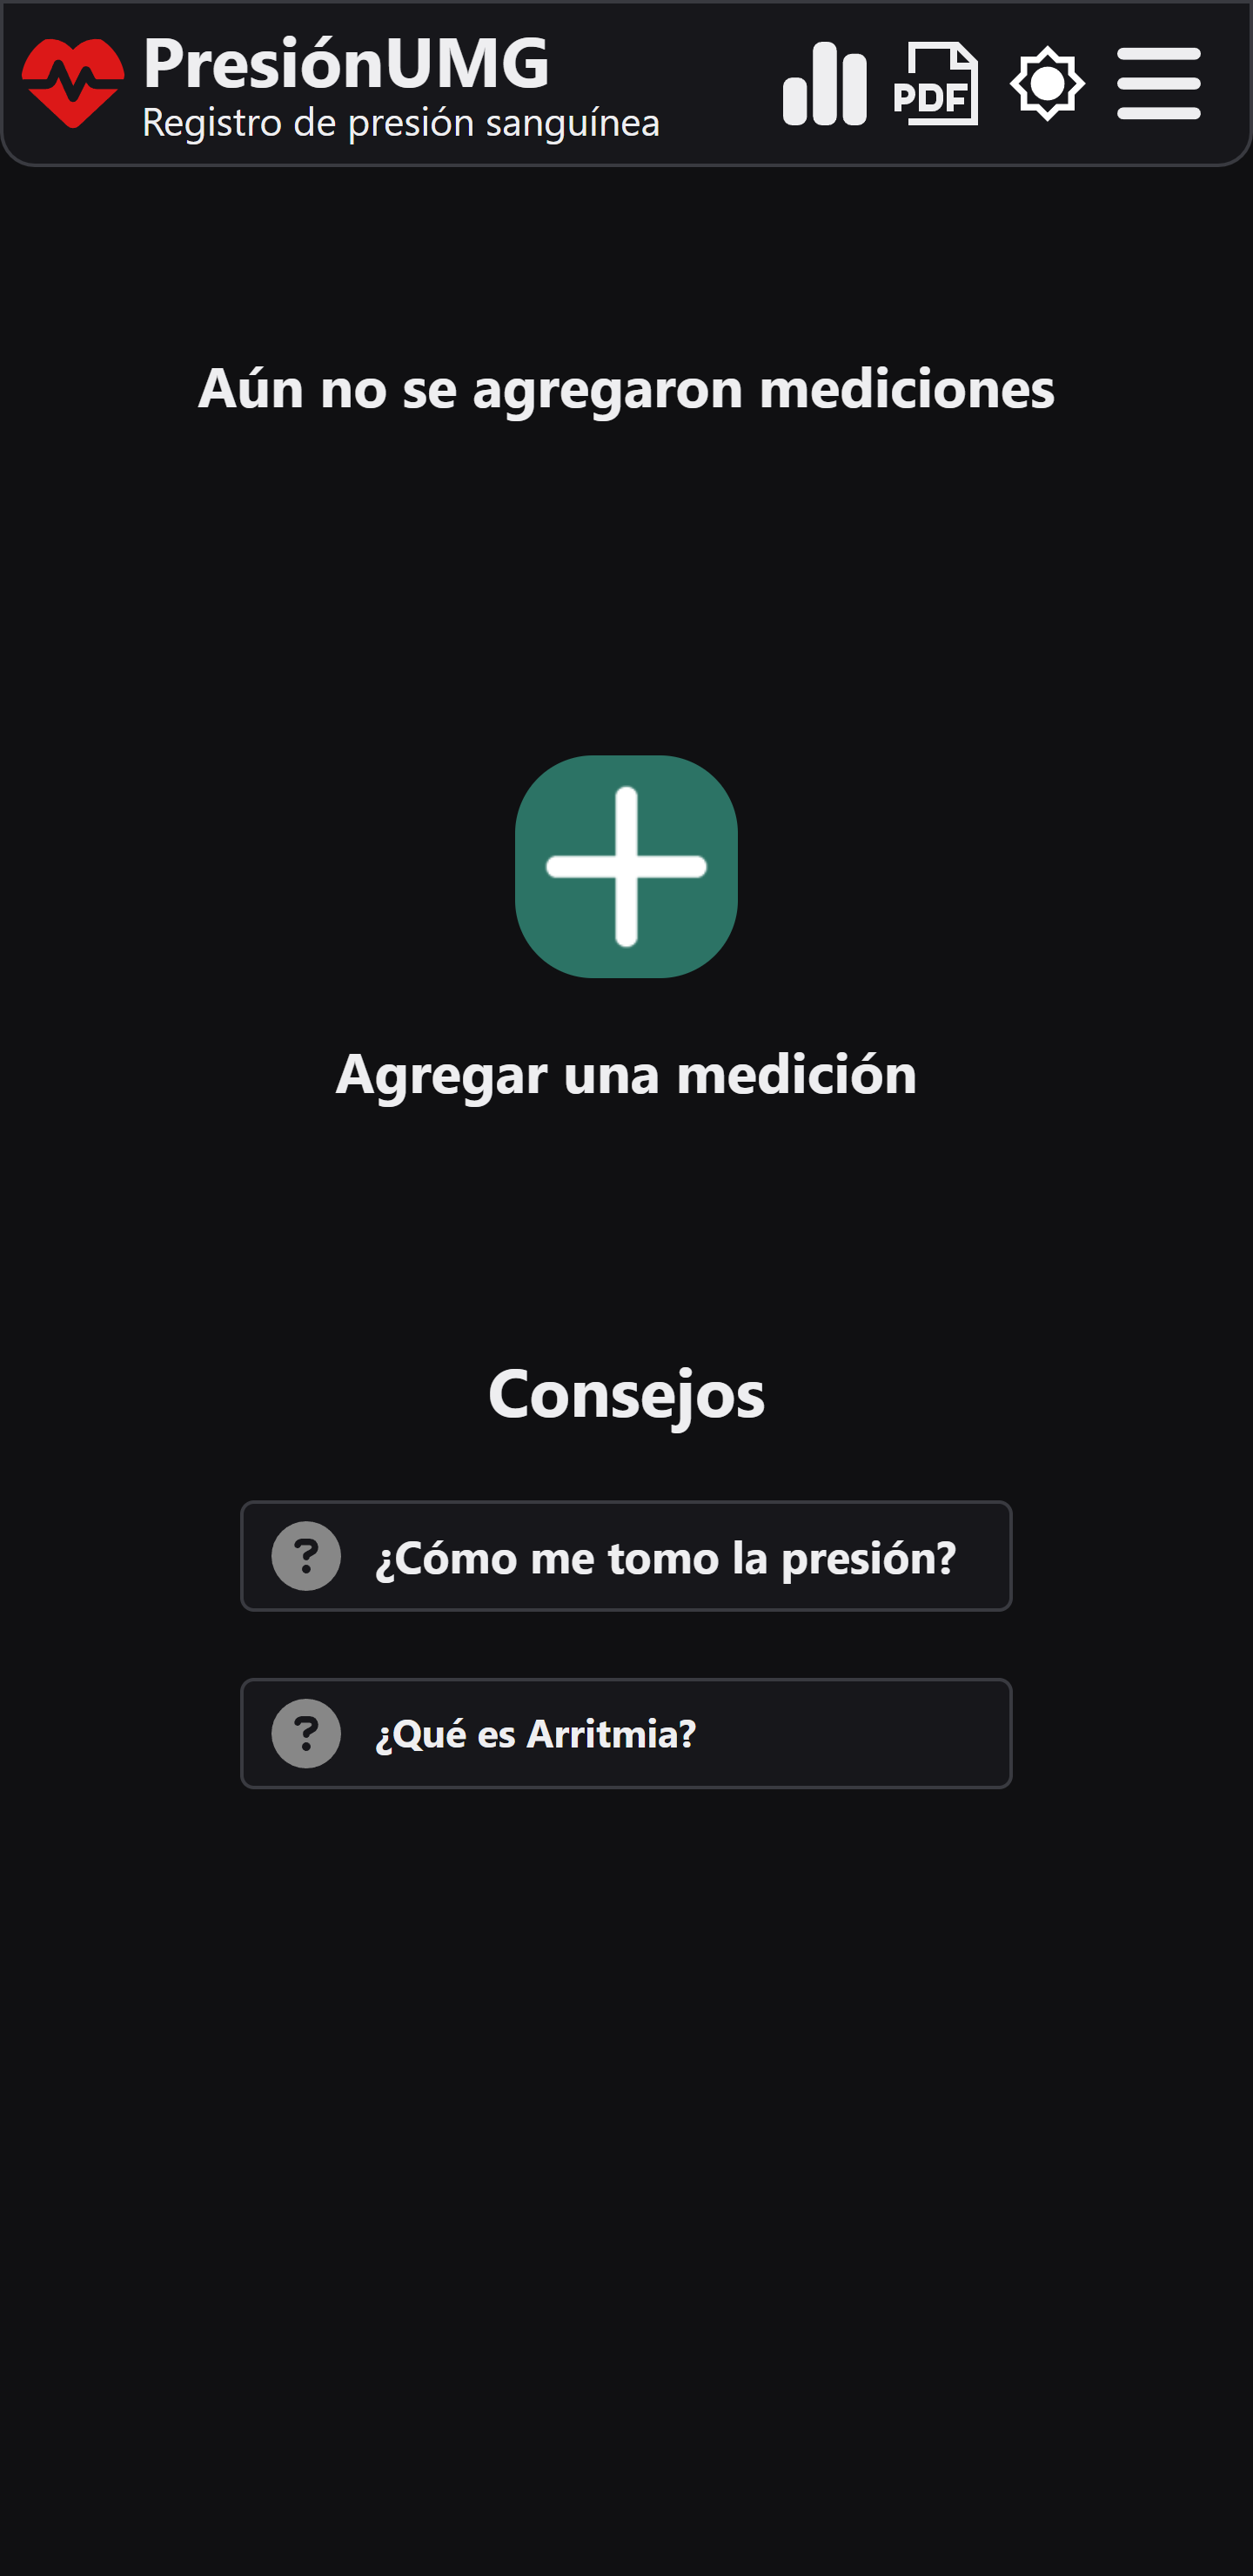 PresiónUMG
Registro de presión sanguínea
PDF
Aún no se agregaron mediciones
Agregar una medición
Consejos
? ¿Cómo me tomo la presión?
? ¿Qué es Arritmia?